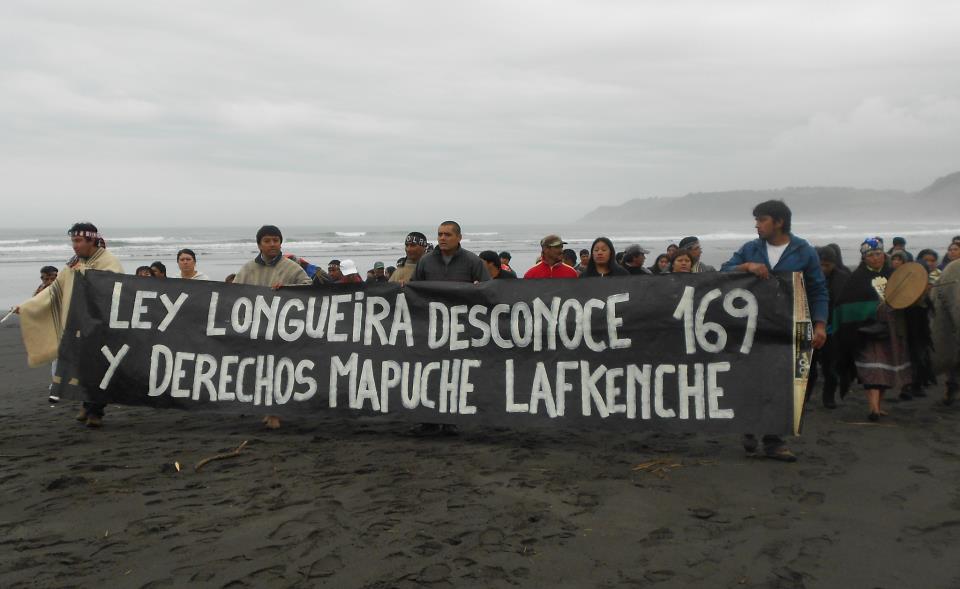 LEY LONGUEIRA DESCONOCE 169
Y DERECHOS MAPUCHE LAFKENCHE